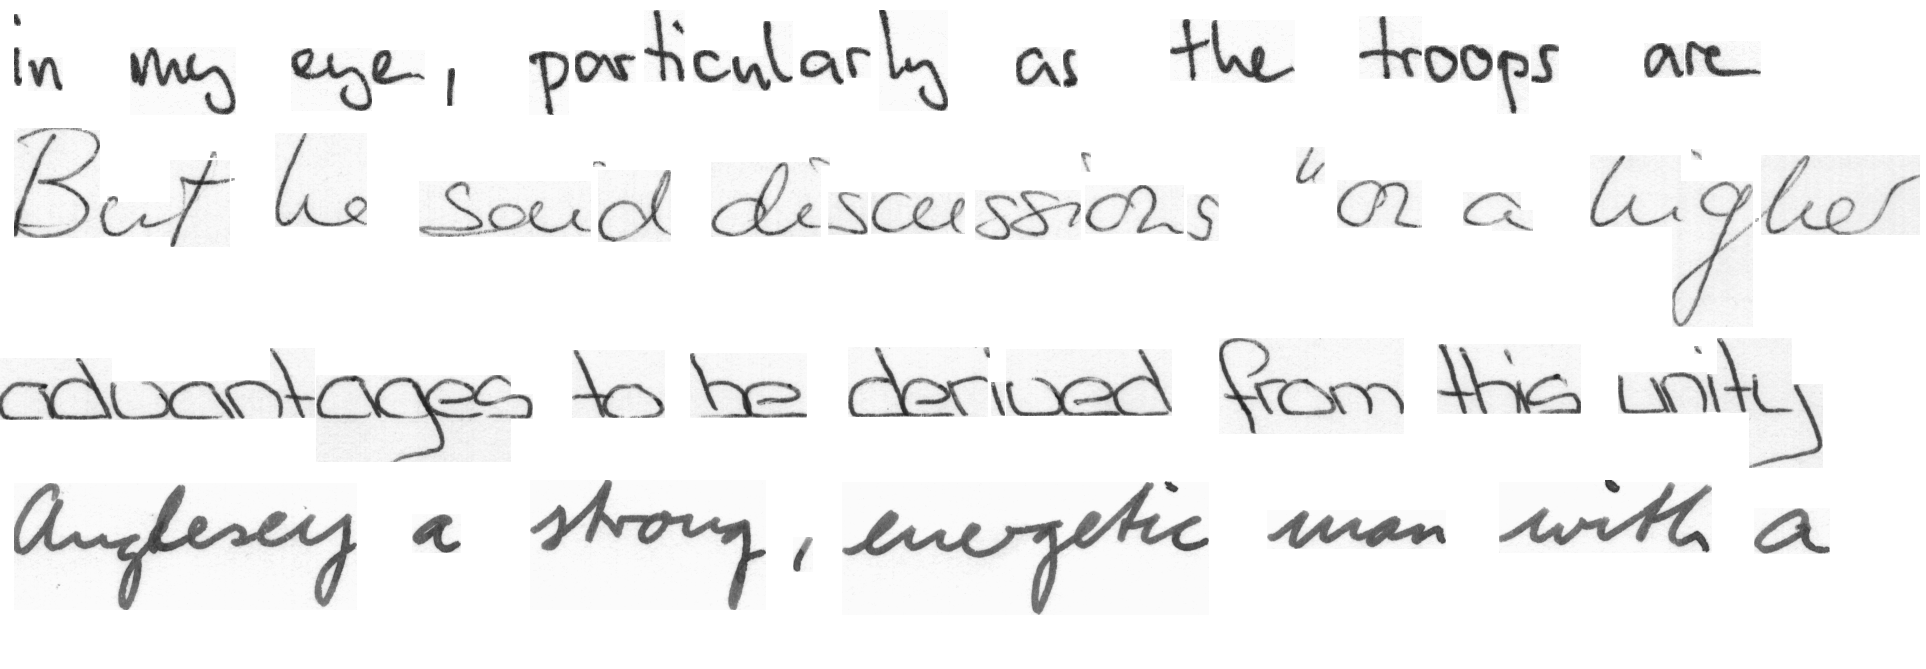 in my eye, particularly as the troops are
But he said discussions "on a higher
advantages to be derived from this unity
Anglesey a strong, energetic man with a